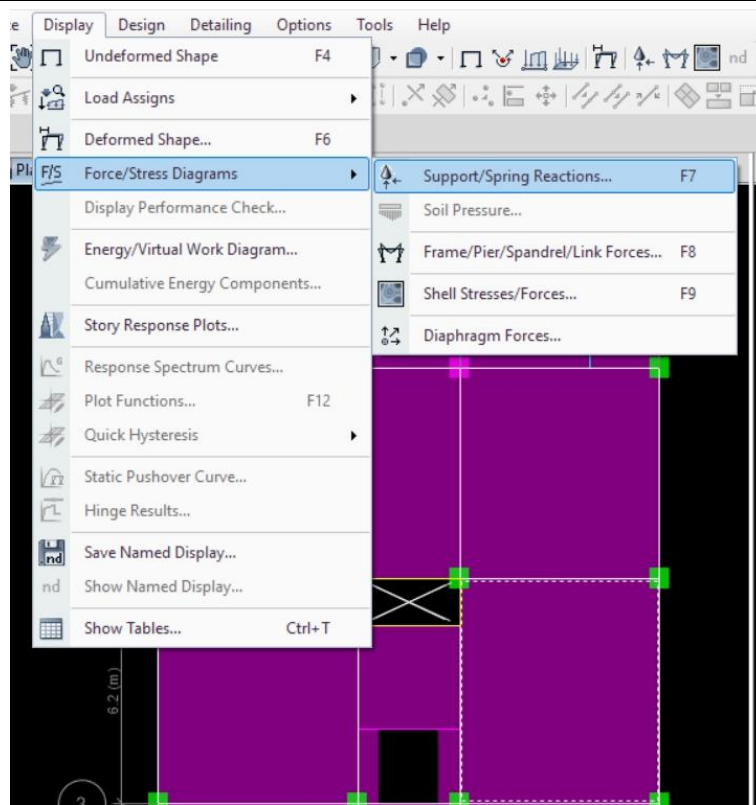 Display Design Detailing Options Tools Help
nd
Undeformed Shape F4
Load Assigns
Deformed Shape... F6
F/S Force/Stress Diagrams
Support/Spring Reactions... F7
Display Performance Check...
Soil Pressure...
Energy/Virtual Work Diagram...
Frame/Pier/Spandrel/Link Forces... F8
Cumulative Energy Components...
Shell Stresses/Forces... F9
Story Response Plots...
Diaphragm Forces...
Response Spectrum Curves...
Plot Functions... F12
Quick Hysteresis
Static Pushover Curve...
Hinge Results...
nd Save Named Display...
nd Show Named Display...
Show Tables... Ctrl+T
6.2 (m)
3